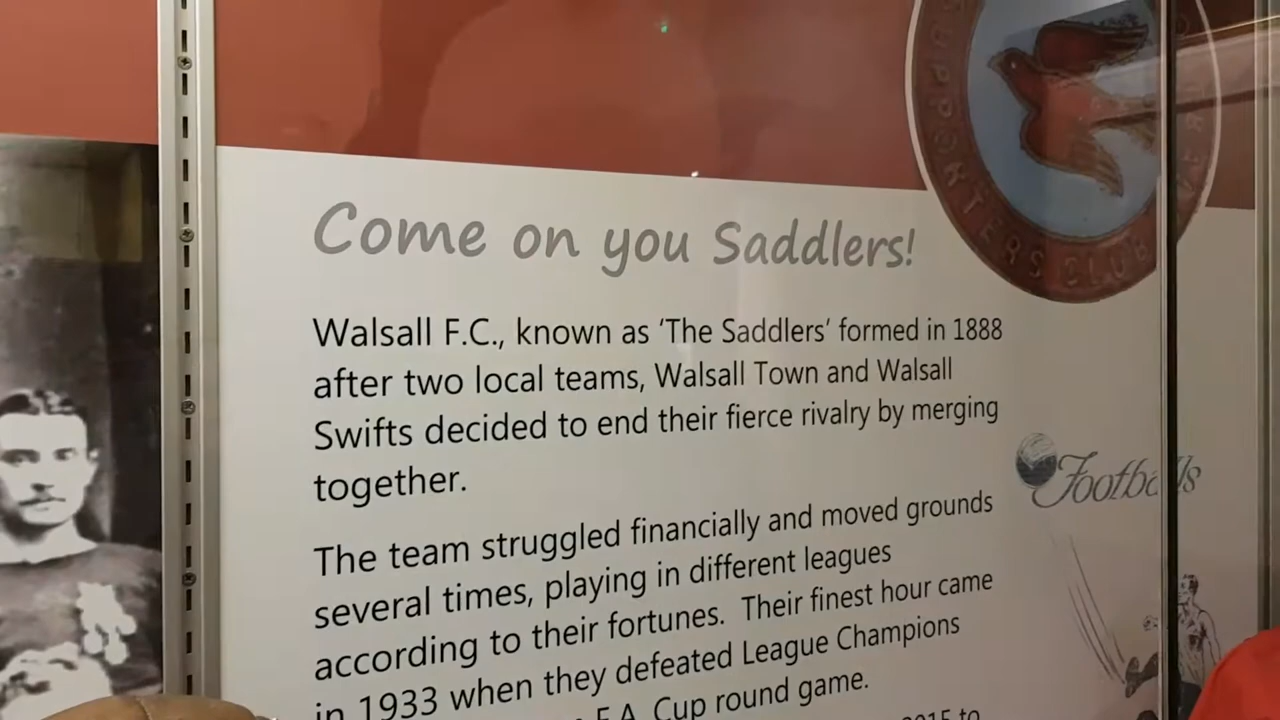 Come on you Saddlers!
Walsall F.C., known as ‘The Saddlers’ formed in 1888
after two local teams, Walsall Town and Walsall
Swifts decided to end their fierce rivalry by merging
together.
The team struggled financially and moved grounds
several times, playing in different leagues
according to their fortunes. Their finest hour came
in 1933 when they defeated League Champions
F.A. Cup round game.
2015 to
CLUB
Footballs